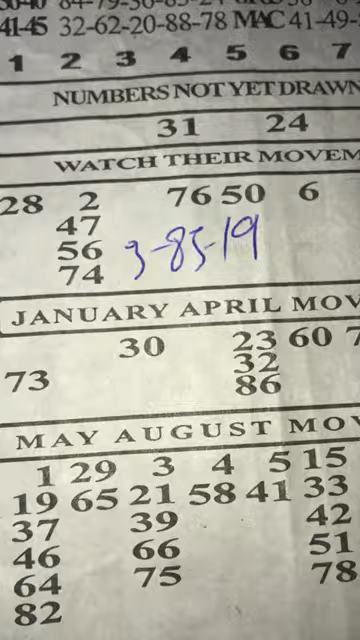 41-45 32-62-20-88-78 MAC 41-49-
1 2 3 4 5 6 7
NUMBERS NOT YET DRAWN
31 24
WATCH THEIR MOVEM
28 2 76 50 6
47
56
74
3-85-19
JANUARY APRIL MOV
30 23 60 7
32
73 86
MAY AUGUST MOV
1 29 3 4 5 15
19 65 21 58 41 33
37 39 42
46 66 51
64 75 78
82